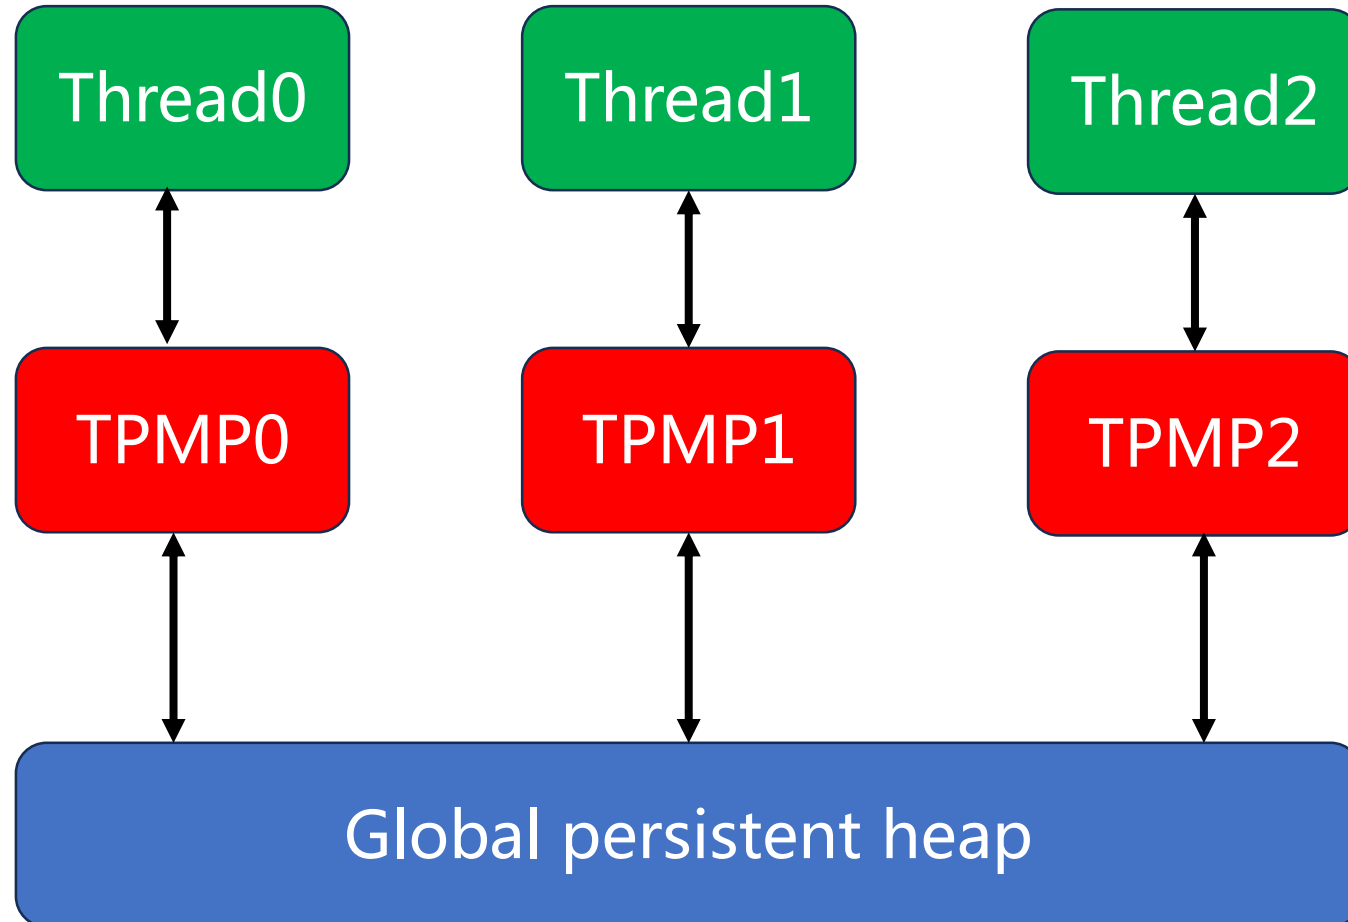 Thread0
Thread1
Thread2
TPMP0
TPMP1
TPMP2
Global persistent heap